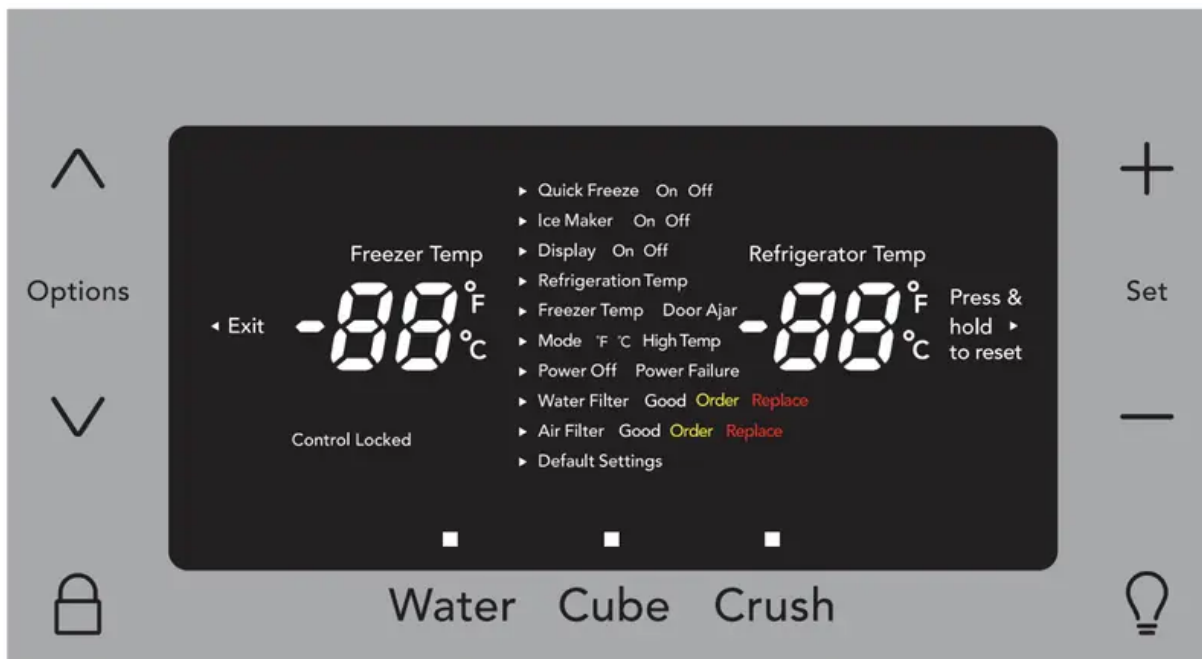 Options
◂ Exit
Freezer Temp
-88°F °C
Control Locked
▸ Quick Freeze On Off
▸ Ice Maker On Off
▸ Display On Off
▸ Refrigeration Temp
▸ Freezer Temp Door Ajar
▸ Mode °F °C High Temp
▸ Power Off Power Failure
▸ Water Filter Good Order Replace
▸ Air Filter Good Order Replace
▸ Default Settings
Refrigerator Temp
-88°F °C
Press &
hold ▸
to reset
+
Set
−
Water Cube Crush